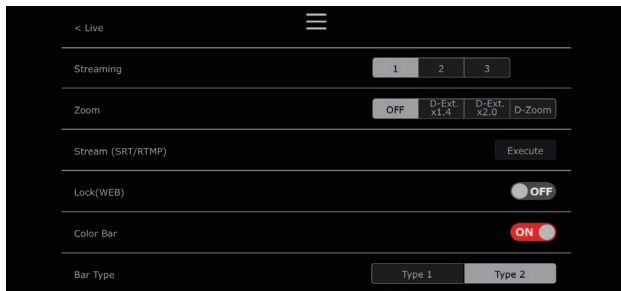 < Live
Streaming 1 2 3
Zoom OFF D-Ext. x1.4 D-Ext. x2.0 D-Zoom
Stream (SRT/RTMP) Execute
Lock(WEB) OFF
Color Bar ON
Bar Type Type 1 Type 2